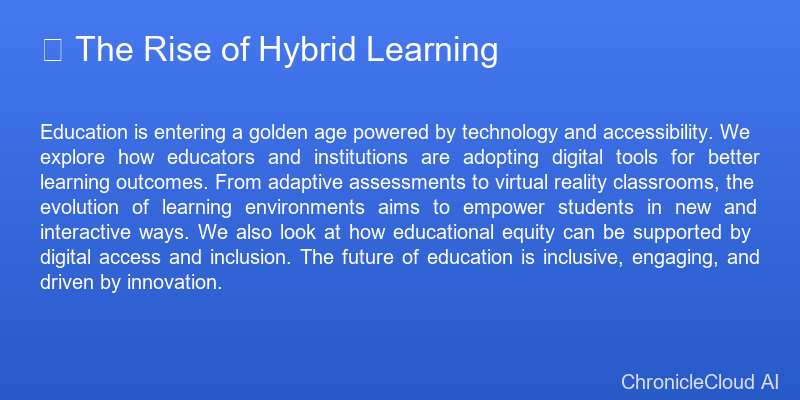 The Rise of Hybrid Learning
Education is entering a golden age powered by technology and accessibility. We
explore how educators and institutions are adopting digital tools for better
learning outcomes. From adaptive assessments to virtual reality classrooms, the
evolution of learning environments aims to empower students in new and
interactive ways. We also look at how educational equity can be supported by
digital access and inclusion. The future of education is inclusive, engaging, and
driven by innovation.
ChronicleCloud AI